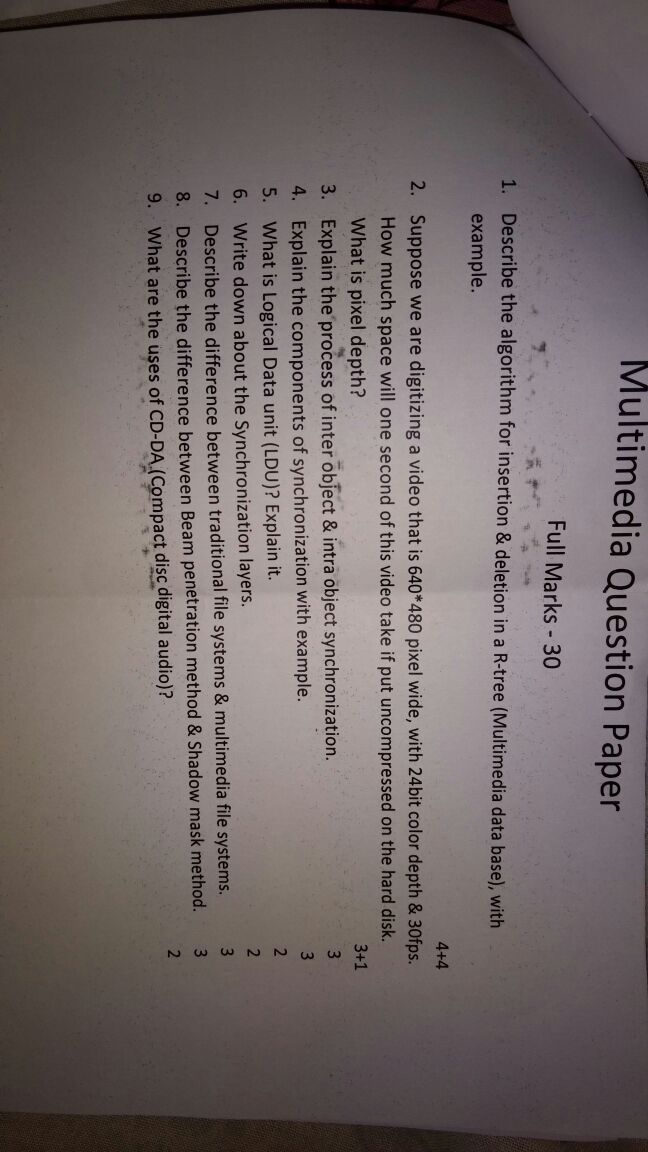 Multimedia Question Paper
Full Marks - 30
1. Describe the algorithm for insertion & deletion in a R-tree (Multimedia data base), with
example.
4+4
2. Suppose we are digitizing a video that is 640*480 pixel wide, with 24bit color depth & 30fps.
How much space will one second of this video take if put uncompressed on the hard disk.
What is pixel depth? 3+1
3. Explain the process of inter object & intra object synchronization. 3
4. Explain the components of synchronization with example. 3
5. What is Logical Data unit (LDU)? Explain it. 2
6. Write down about the Synchronization layers. 2
7. Describe the difference between traditional file systems & multimedia file systems. 3
8. Describe the difference between Beam penetration method & Shadow mask method. 3
9. What are the uses of CD-DA (Compact disc digital audio)? 2